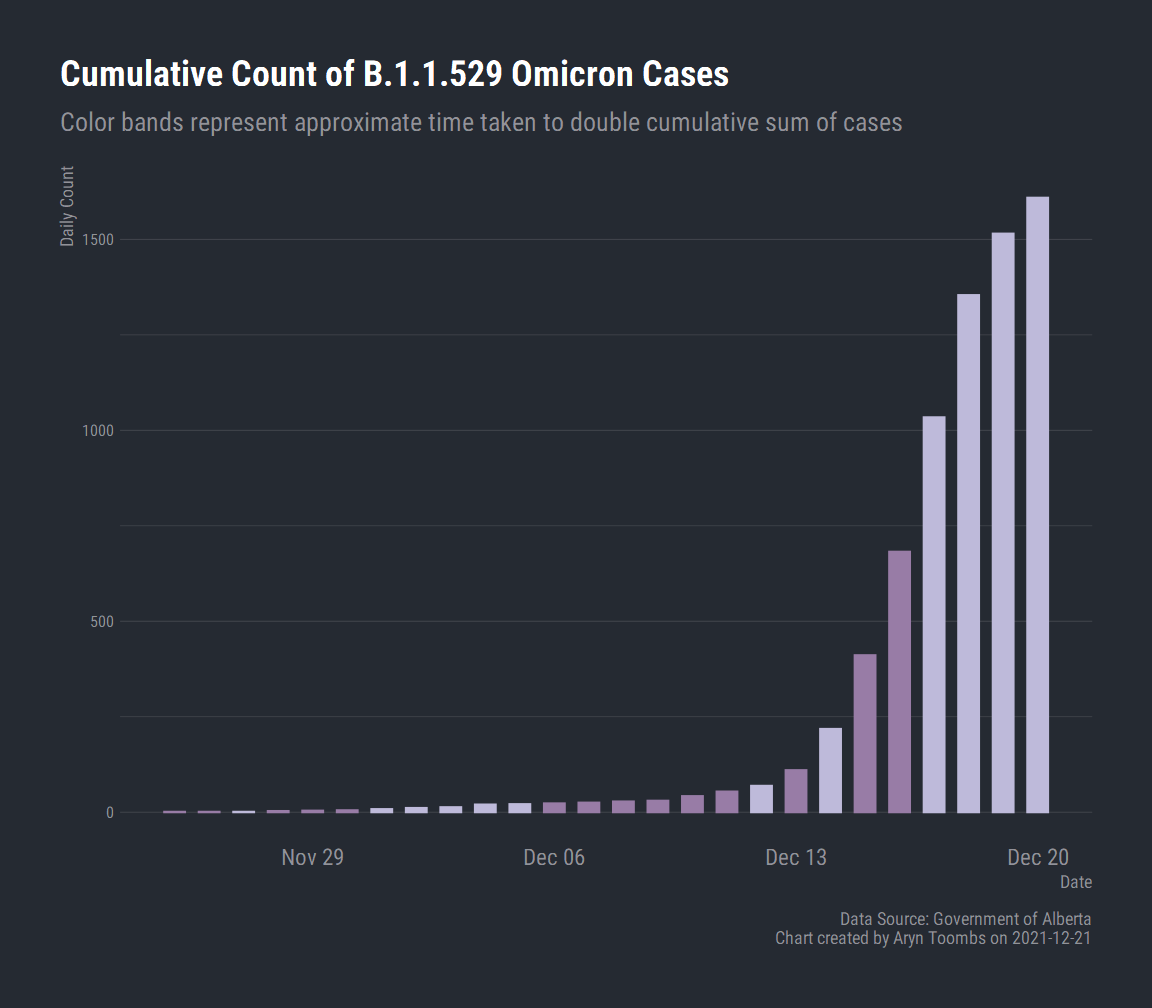 Cumulative Count of B.1.1.529 Omicron Cases
Color bands represent approximate time taken to double cumulative sum of cases
Daily Count
1500
1000
500
0
Nov 29 Dec 06 Dec 13 Dec 20
Date
Data Source: Government of Alberta
Chart created by Aryn Toombs on 2021-12-21